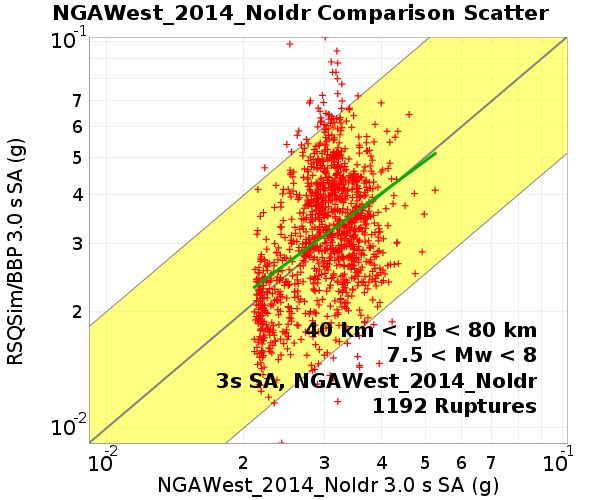 NGAWest_2014_NoIdr Comparison Scatter
10-1
7
6
5
4
3
2
10-2
RSQSim/BBP 3.0 s SA (g)
40 km < rJB < 80 km
7.5 < Mw < 8
3s SA, NGAWest_2014_NoIdr
1192 Ruptures
10-2 2 3 4 5 6 7 10-1
NGAWest_2014_NoIdr 3.0 s SA (g)